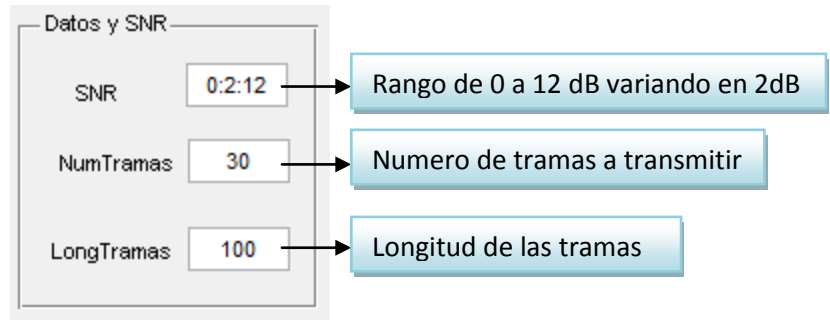 Datos y SNR
SNR 0:2:12 Rango de 0 a 12 dB variando en 2dB
NumTramas 30 Numero de tramas a transmitir
LongTramas 100 Longitud de las tramas